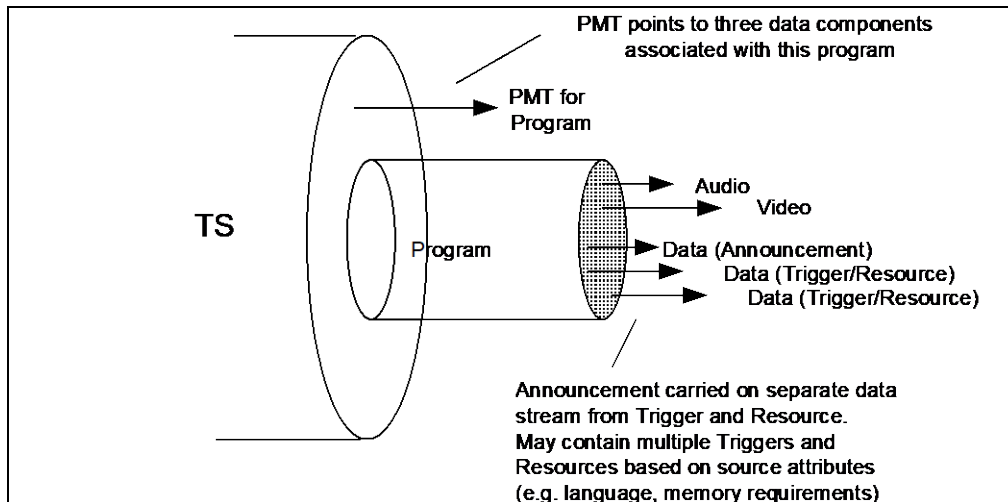 PMT points to three data components
associated with this program
PMT for
Program
TS
Program
Audio
Video
Data (Announcement)
Data (Trigger/Resource)
Data (Trigger/Resource)
Announcement carried on separate data
stream from Trigger and Resource.
May contain multiple Triggers and
Resources based on source attributes
(e.g. language, memory requirements)